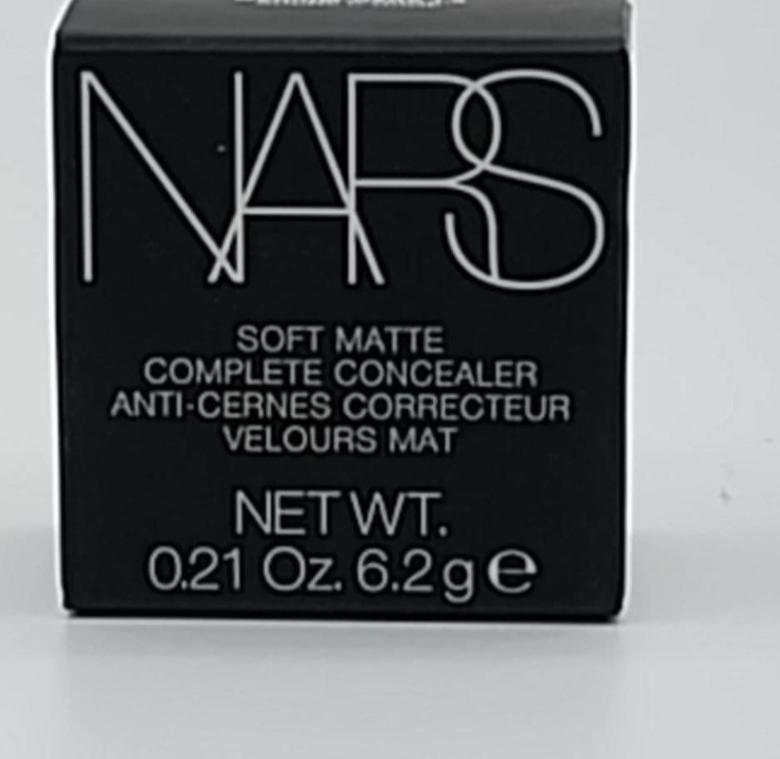 NARS
SOFT MATTE
COMPLETE CONCEALER
ANTI-CERNES CORRECTEUR
VELOURS MAT
NET WT.
0.21 Oz. 6.2g e